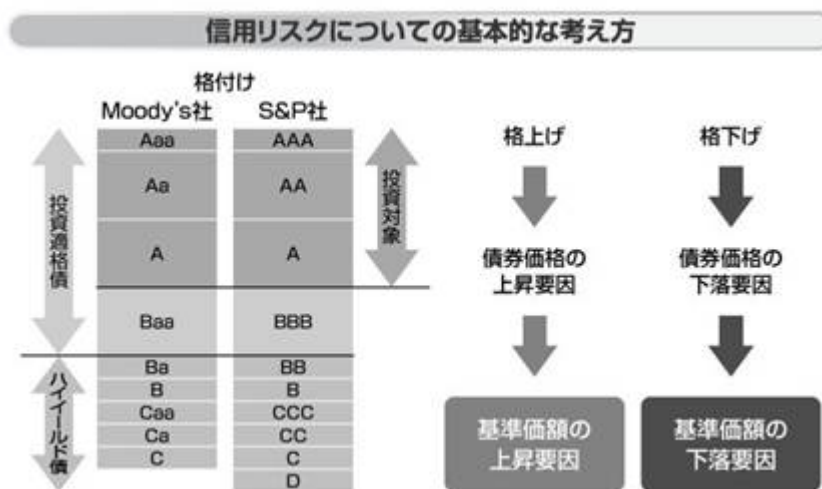 信用リスクについての基本的な考え方
格付け
Moody's社 S&P社
Aaa AAA
Aa AA
A A
Baa BBB
Ba BB
B B
Caa CCC
Ca CC
C C
D
投資適格債
ハイイールド債
投資対象
格上げ
債券価格の
上昇要因
基準価額の
上昇要因
格下げ
債券価格の
下落要因
基準価額の
下落要因